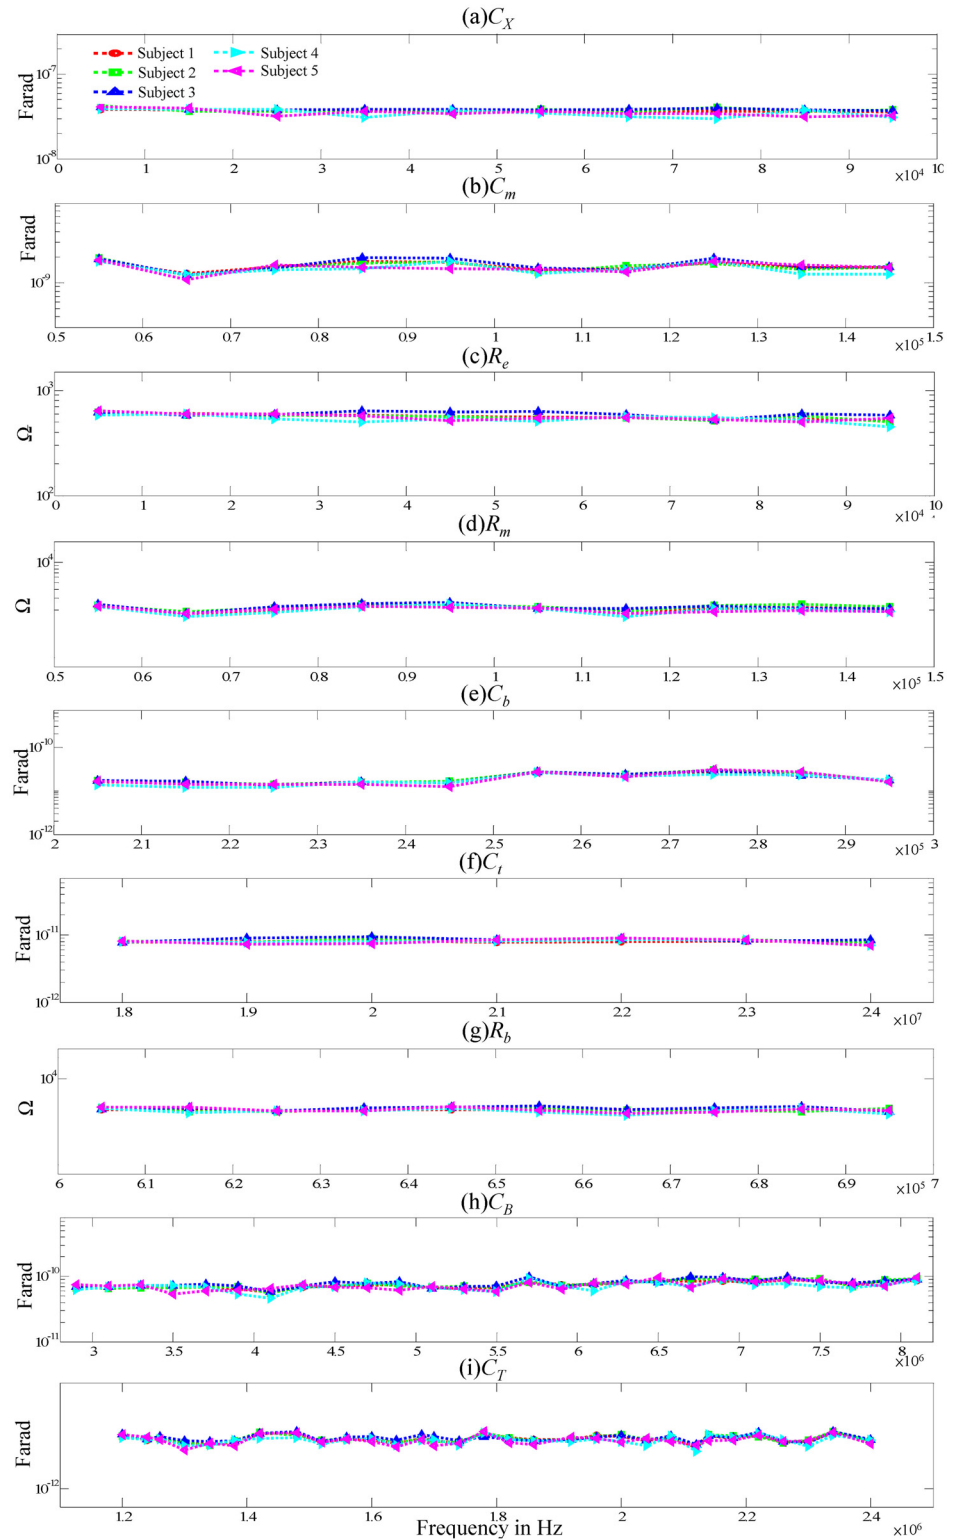 (a)C_X
Farad
Subject 1
Subject 2
Subject 3
Subject 4
Subject 5
10^-7
10^-8
0 1 2 3 4 5 6 7 8 9 10
×10^4
(b)C_m
Farad
10^-9
0.5 0.6 0.7 0.8 0.9 1 1.1 1.2 1.3 1.4 1.5
×10^5
(c)R_e
Ω
10^3
10^2
0 1 2 3 4 5 6 7 8 9 10
×10^4
(d)R_m
Ω
10^4
0.5 0.6 0.7 0.8 0.9 1 1.1 1.2 1.3 1.4 1.5
×10^5
(e)C_b
Farad
10^-10
10^-12
2 2.1 2.2 2.3 2.4 2.5 2.6 2.7 2.8 2.9 3
×10^5
(f)C_t
Farad
10^-11
10^-12
1.8 1.9 2 2.1 2.2 2.3 2.4
×10^7
(g)R_b
Ω
10^4
6 6.1 6.2 6.3 6.4 6.5 6.6 6.7 6.8 6.9 7
×10^5
(h)C_B
Farad
10^-10
10^-11
3 3.5 4 4.5 5 5.5 6 6.5 7 7.5 8
×10^6
(i)C_T
Farad
10^-12
1.2 1.4 1.6 1.8 2 2.2 2.4
×10^6
Frequency in Hz